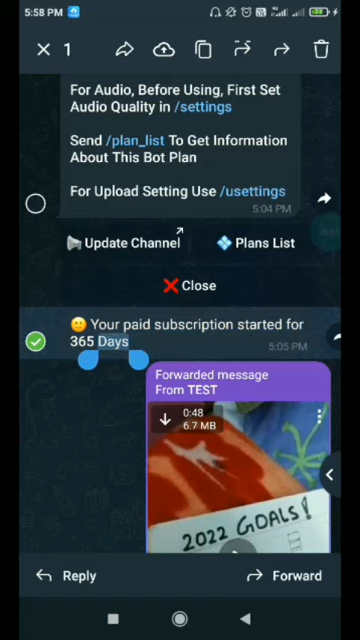 5:58 PM
1
For Audio, Before Using, First Set
Audio Quality in /settings
Send /plan_list To Get Information
About This Bot Plan
For Upload Setting Use /usettings
5:04 PM
Update Channel
Plans List
Close
Your paid subscription started for
365 Days
5:05 PM
Forwarded message
From TEST
0:48
6.7 MB
2022 GOALS!
Reply
Forward